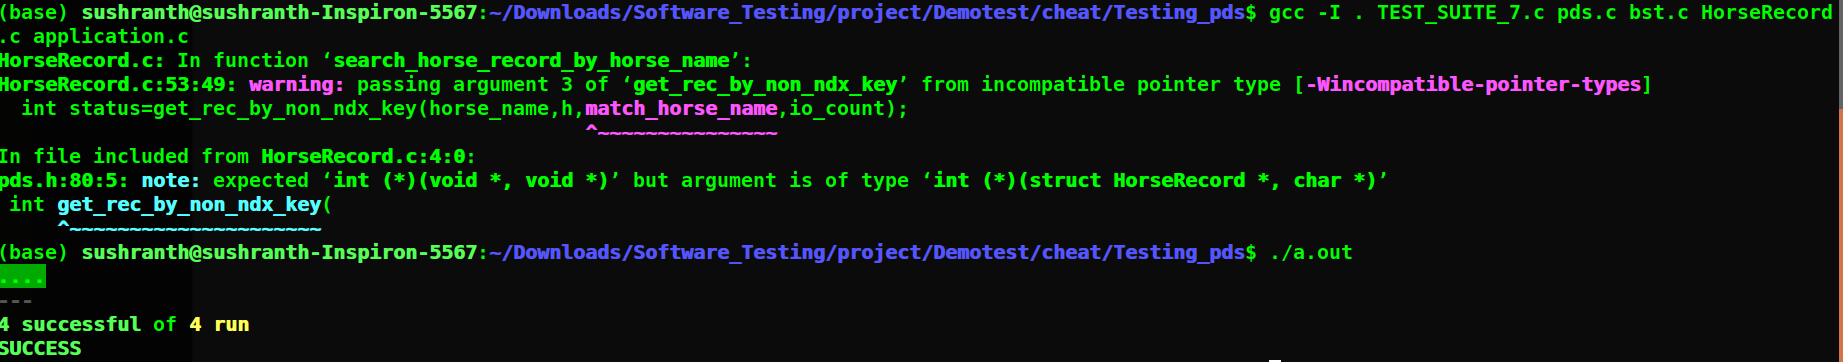 (base) sushranth@sushranth-Inspiron-5567:~/Downloads/Software_Testing/project/Demotest/cheat/Testing_pds$ gcc -I . TEST_SUITE_7.c pds.c bst.c HorseRecord
.c application.c
HorseRecord.c: In function ‘search_horse_record_by_horse_name’:
HorseRecord.c:53:49: warning: passing argument 3 of ‘get_rec_by_non_ndx_key’ from incompatible pointer type [-Wincompatible-pointer-types]
  int status=get_rec_by_non_ndx_key(horse_name,h,match_horse_name,io_count);
                                                 ^~~~~~~~~~~~~~~~
In file included from HorseRecord.c:4:0:
pds.h:80:5: note: expected ‘int (*)(void *, void *)’ but argument is of type ‘int (*)(struct HorseRecord *, char *)’
 int get_rec_by_non_ndx_key(
     ^~~~~~~~~~~~~~~~~~~~~~
(base) sushranth@sushranth-Inspiron-5567:~/Downloads/Software_Testing/project/Demotest/cheat/Testing_pds$ ./a.out
....
---
4 successful of 4 run
SUCCESS